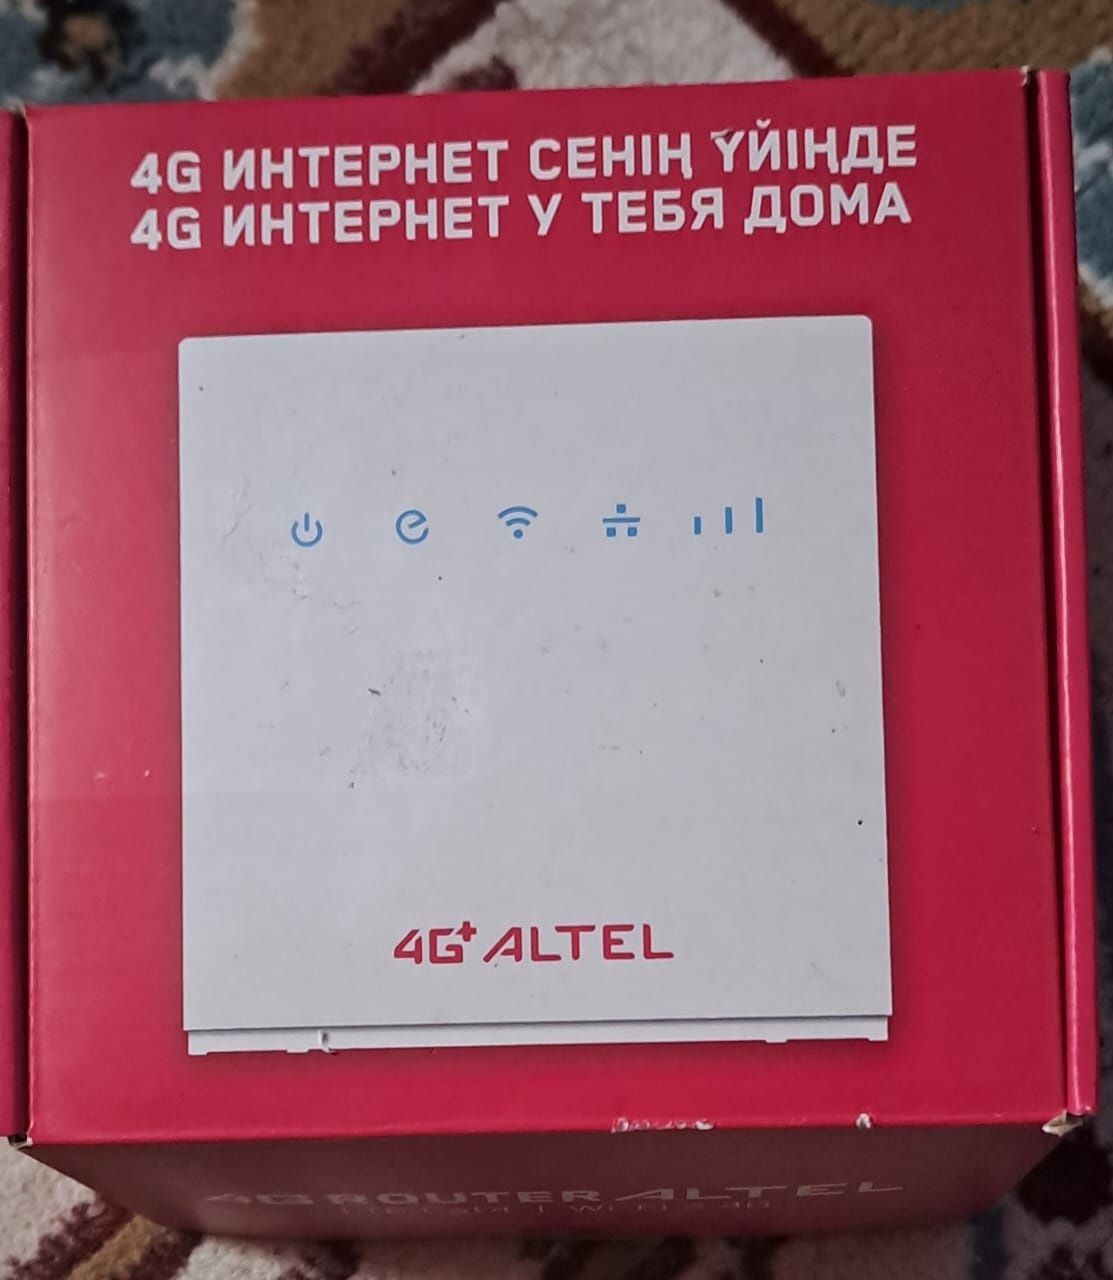 4G ИНТЕРНЕТ СЕНІҢ ҮЙІҢДЕ
4G ИНТЕРНЕТ У ТЕБЯ ДОМА
4G+ ALTEL
4G ROUTER ALTEL